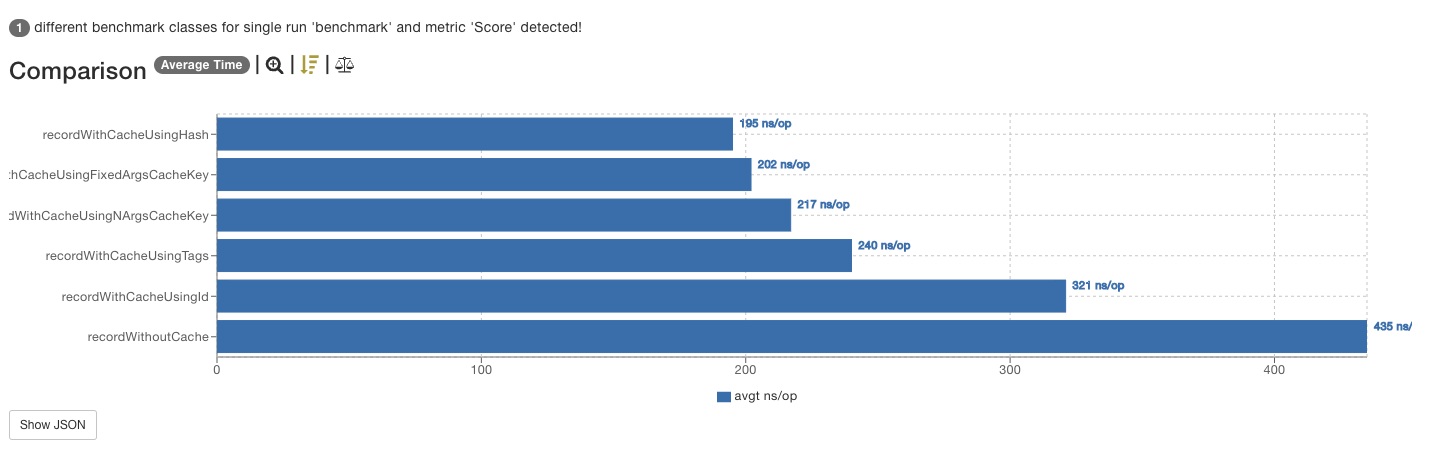 1 different benchmark classes for single run 'benchmark' and metric 'Score' detected!
Comparison Average Time
recordWithCacheUsingHash 195 ns/op
hCacheUsingFixedArgsCacheKey 202 ns/op
dWithCacheUsingNArgsCacheKey 217 ns/op
recordWithCacheUsingTags 240 ns/op
recordWithCacheUsingId 321 ns/op
recordWithoutCache 435 ns/
0 100 200 300 400
avgt ns/op
Show JSON